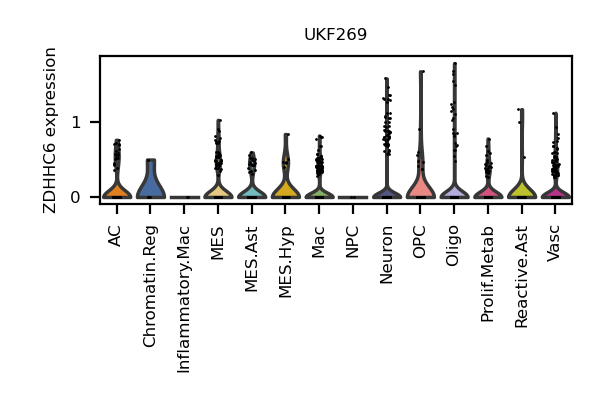 UKF269
ZDHHC6 expression
1
0
AC
Chromatin.Reg
Inflammatory.Mac
MES
MES.Ast
MES.Hyp
Mac
NPC
Neuron
OPC
Oligo
Prolif.Metab
Reactive.Ast
Vasc